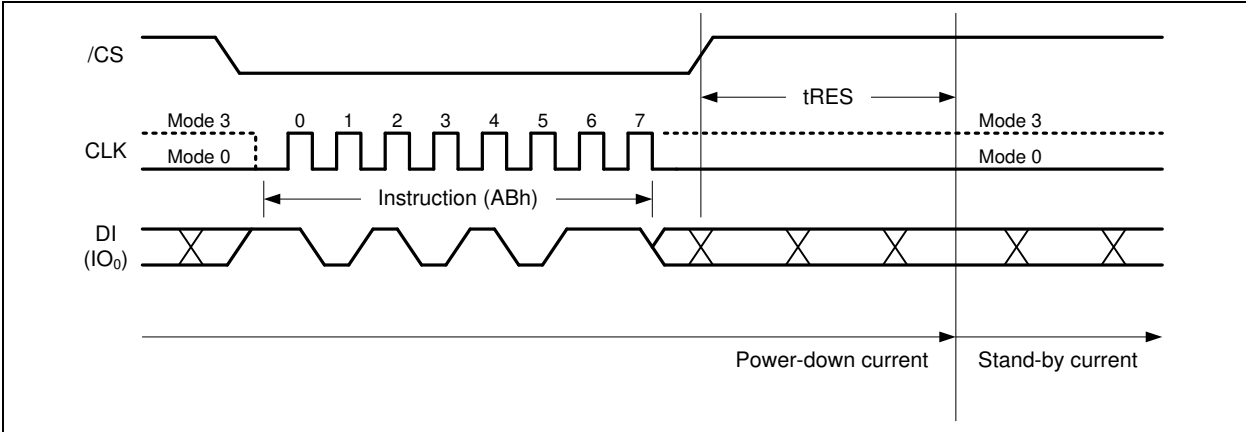 /CS
tRES
Mode 3 0 1 2 3 4 5 6 7 Mode 3
CLK
Mode 0 Mode 0
Instruction (ABh)
DI
(IO₀)
Power-down current Stand-by current